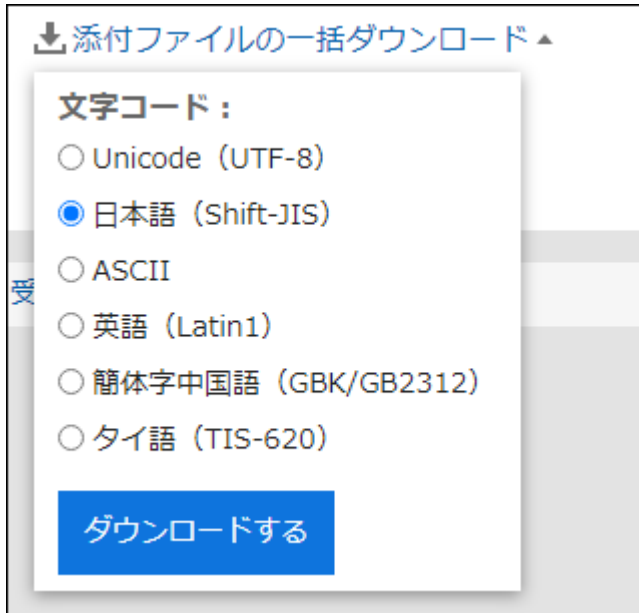 添付ファイルの一括ダウンロード
文字コード：
Unicode（UTF-8）
日本語（Shift-JIS）
ASCII
受
英語（Latin1）
簡体字中国語（GBK/GB2312）
タイ語（TIS-620）
ダウンロードする